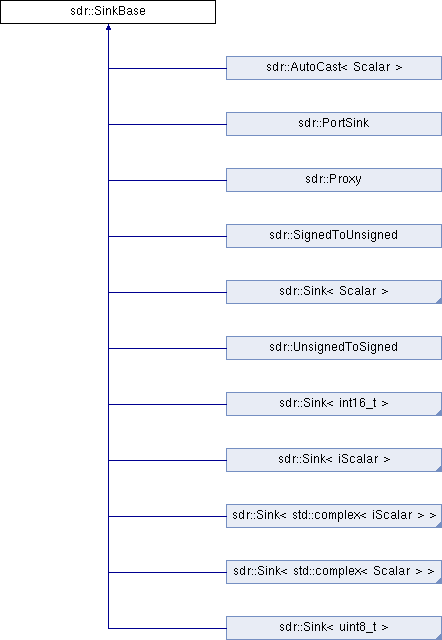 sdr::SinkBase
sdr::AutoCast< Scalar >
sdr::PortSink
sdr::Proxy
sdr::SignedToUnsigned
sdr::Sink< Scalar >
sdr::UnsignedToSigned
sdr::Sink< int16_t >
sdr::Sink< iScalar >
sdr::Sink< std::complex< iScalar > >
sdr::Sink< std::complex< Scalar > >
sdr::Sink< uint8_t >